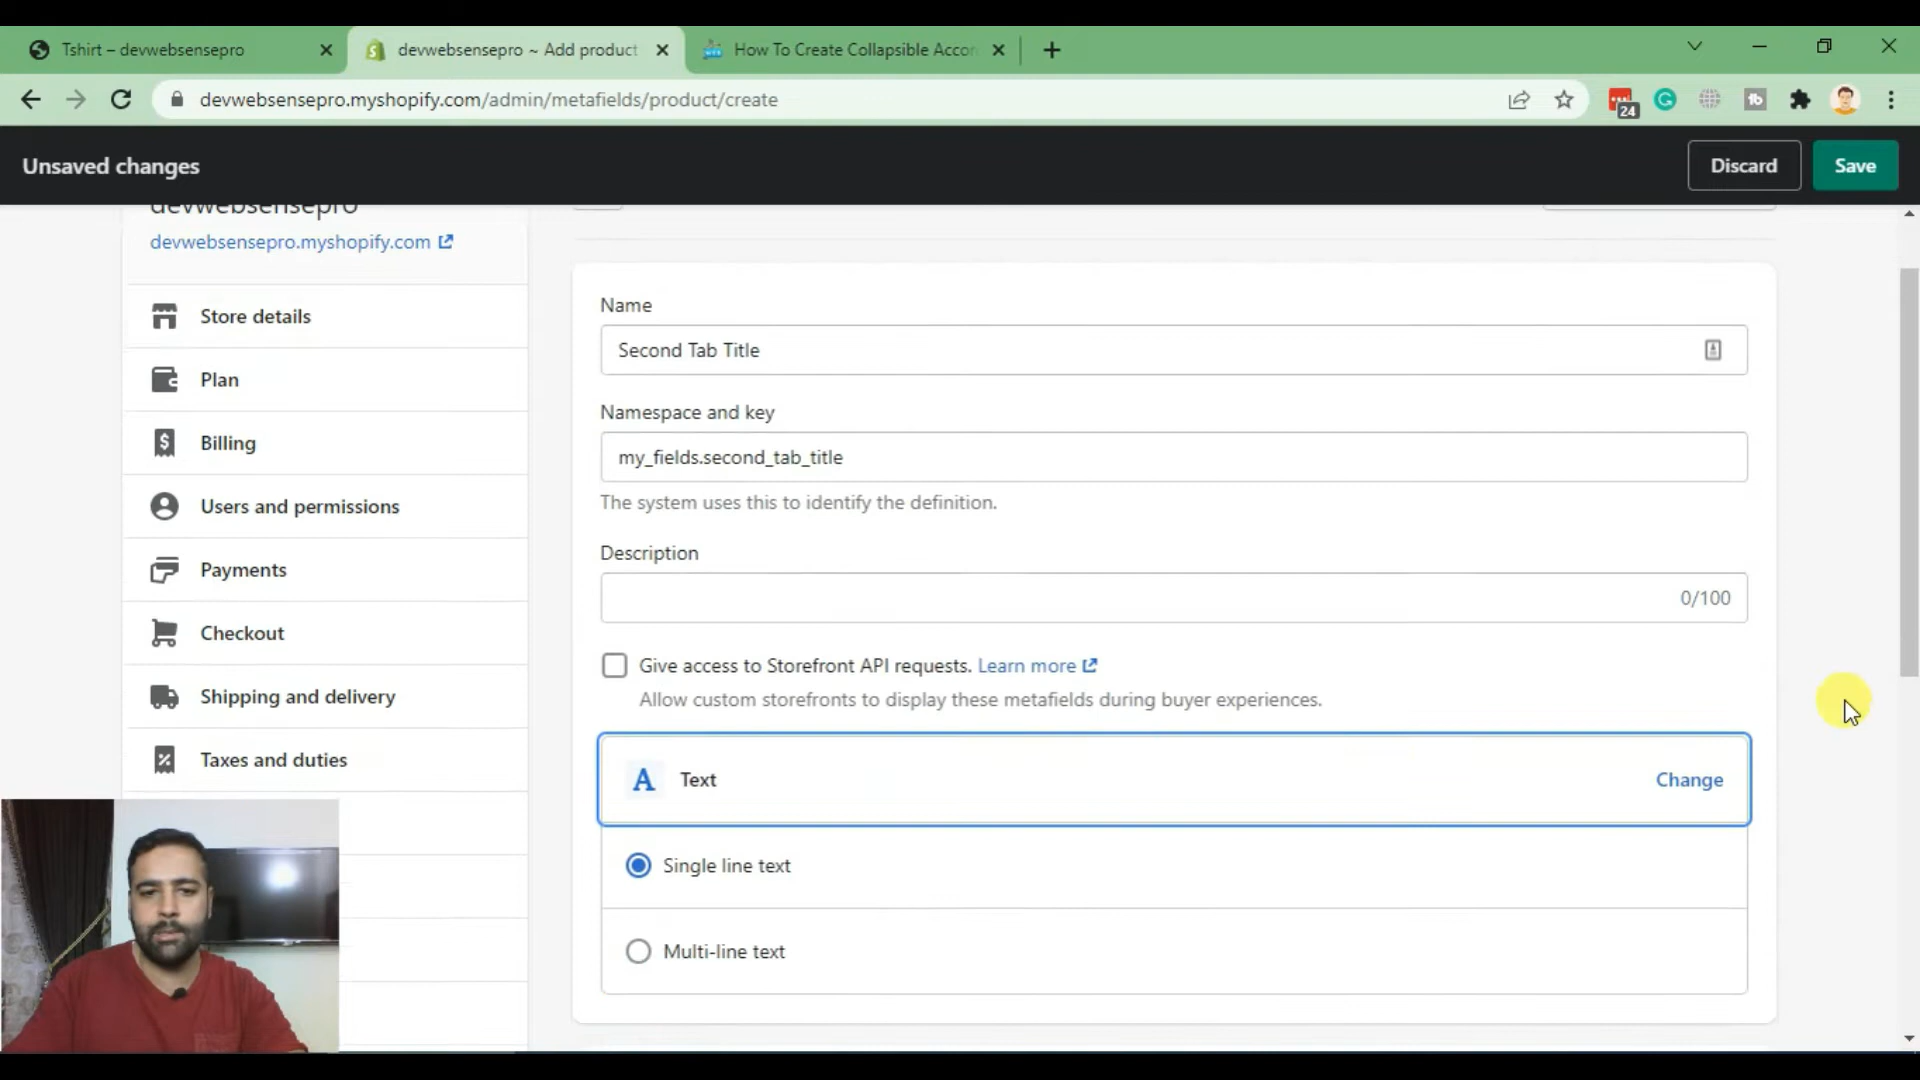 Tshirt – devwebsensepro
devwebsensepro ~ Add product
How To Create Collapsible Accor
devwebsensepro.myshopify.com/admin/metafields/product/create
24
Unsaved changes
Discard
Save
devwebsensepro
devwebsensepro.myshopify.com
Store details
Plan
Billing
Users and permissions
Payments
Checkout
Shipping and delivery
Taxes and duties
Name
Second Tab Title
Namespace and key
my_fields.second_tab_title
The system uses this to identify the definition.
Description
0/100
Give access to Storefront API requests. Learn more
Allow custom storefronts to display these metafields during buyer experiences.
A Text
Change
Single line text
Multi-line text